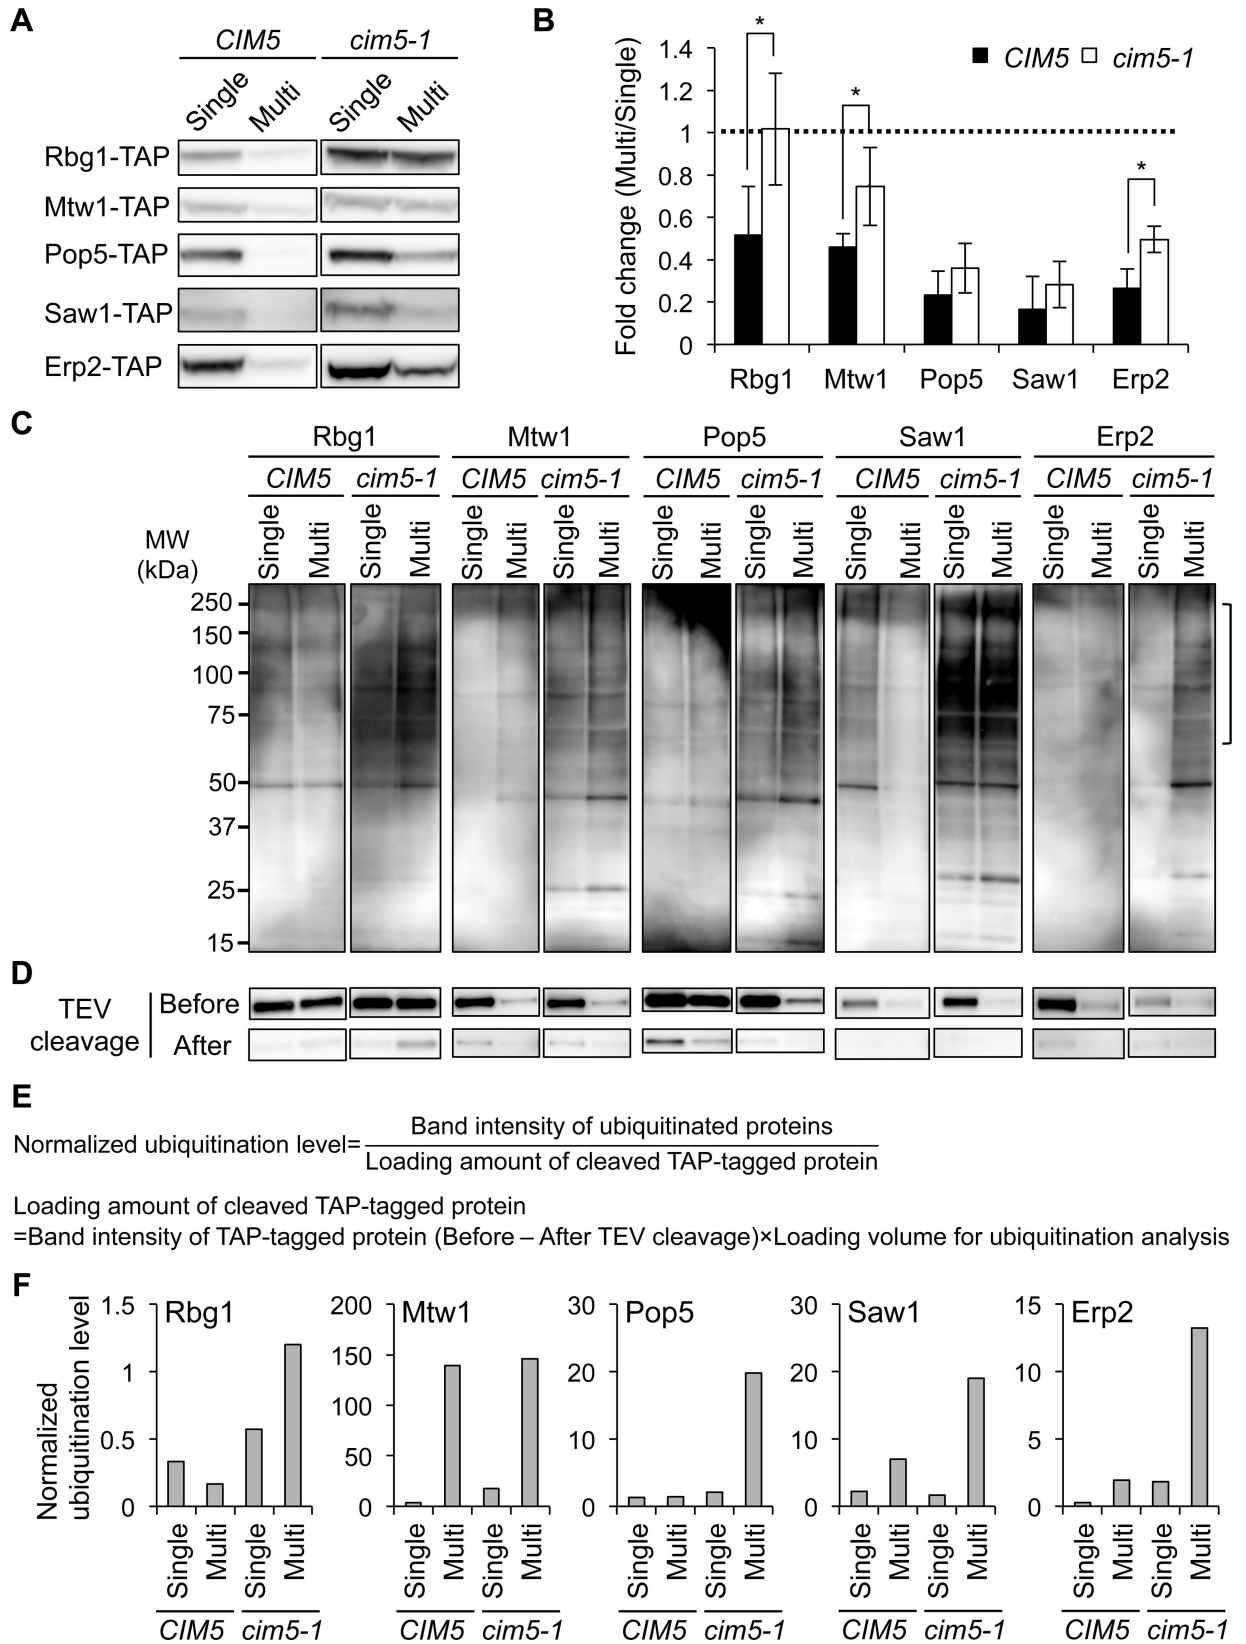 A
CIM5 cim5-1
Single Multi Single Multi
Rbg1-TAP
Mtw1-TAP
Pop5-TAP
Saw1-TAP
Erp2-TAP
B
Fold change (Multi/Single)
1.4
1.2
1
0.8
0.6
0.4
0.2
0
* * *
CIM5 cim5-1
Rbg1 Mtw1 Pop5 Saw1 Erp2
C
Rbg1 Mtw1 Pop5 Saw1 Erp2
CIM5 cim5-1 CIM5 cim5-1 CIM5 cim5-1 CIM5 cim5-1 CIM5 cim5-1
Single Multi Single Multi Single Multi Single Multi Single Multi Single Multi Single Multi Single Multi Single Multi Single Multi
MW
(kDa)
250
150
100
75
50
37
25
15
D
TEV
cleavage
Before
After
E
Normalized ubiquitination level=
Band intensity of ubiquitinated proteins
Loading amount of cleaved TAP-tagged protein
Loading amount of cleaved TAP-tagged protein
=Band intensity of TAP-tagged protein (Before – After TEV cleavage)×Loading volume for ubiquitination analysis
F
Normalized
ubiquitination level
Rbg1
1.5
1
0.5
0
Single Multi Single Multi
CIM5 cim5-1
Mtw1
200
150
100
50
0
Single Multi Single Multi
CIM5 cim5-1
Pop5
30
20
10
0
Single Multi Single Multi
CIM5 cim5-1
Saw1
30
20
10
0
Single Multi Single Multi
CIM5 cim5-1
Erp2
15
10
5
0
Single Multi Single Multi
CIM5 cim5-1